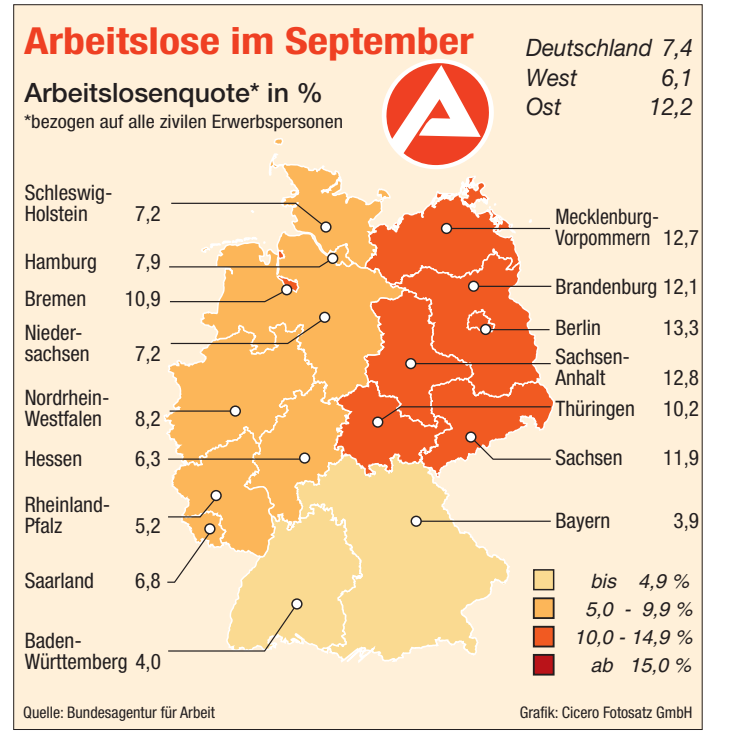 Arbeitslose im September
Deutschland 7,4
West 6,1
Ost 12,2
Arbeitslosenquote* in %
*bezogen auf alle zivilen Erwerbspersonen
Schleswig-
Holstein 7,2
Hamburg 7,9
Bremen 10,9
Nieder-
sachsen
7,2
Nordrhein-
Westfalen 8,2
Hessen 6,3
Rheinland-
Pfalz 5,2
Saarland 6,8
Baden-
Württemberg 4,0
Mecklenburg-
Vorpommern 12,7
Brandenburg 12,1
Berlin 13,3
Sachsen-
Anhalt 12,8
Thüringen 10,2
Sachsen 11,9
Bayern 3,9
bis 4,9 %
5,0 - 9,9 %
10,0 - 14,9 %
ab 15,0 %
Quelle: Bundesagentur für Arbeit
Grafik: Cicero Fotosatz GmbH